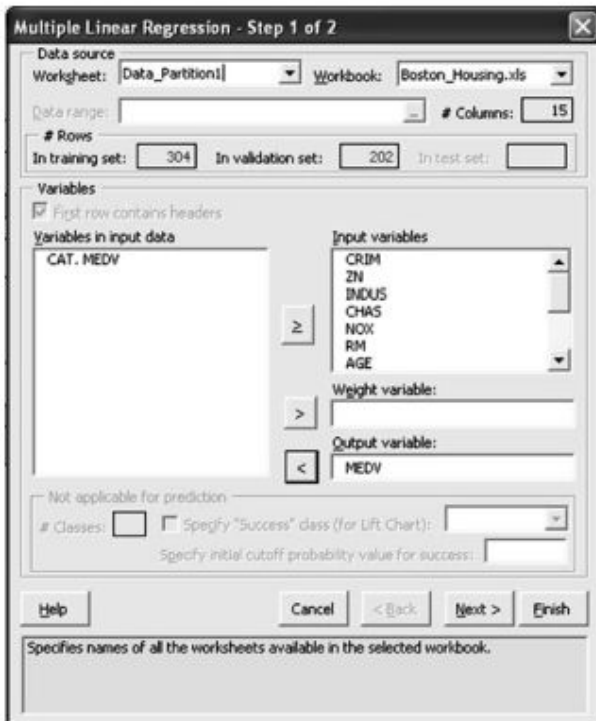 Multiple Linear Regression - Step 1 of 2
Data source
Worksheet: Data_Partition1 Workbook: Boston_Housing.xls
Data range: ... # Columns: 15
# Rows
In training set: 304 In validation set: 202 In test set:
Variables
First row contains headers
Variables in input data Input variables
CAT. MEDV
CRIM
ZN
INDUS
CHAS
NOX
RM
AGE
≥
Weight variable:
>
Output variable:
< MEDV
Not applicable for prediction
# Classes: Specify "Success" class (for Lift Chart):
Specify initial cutoff probablity value for success:
Help Cancel < Back Next > Finish
Specifies names of all the worksheets available in the selected workbook.